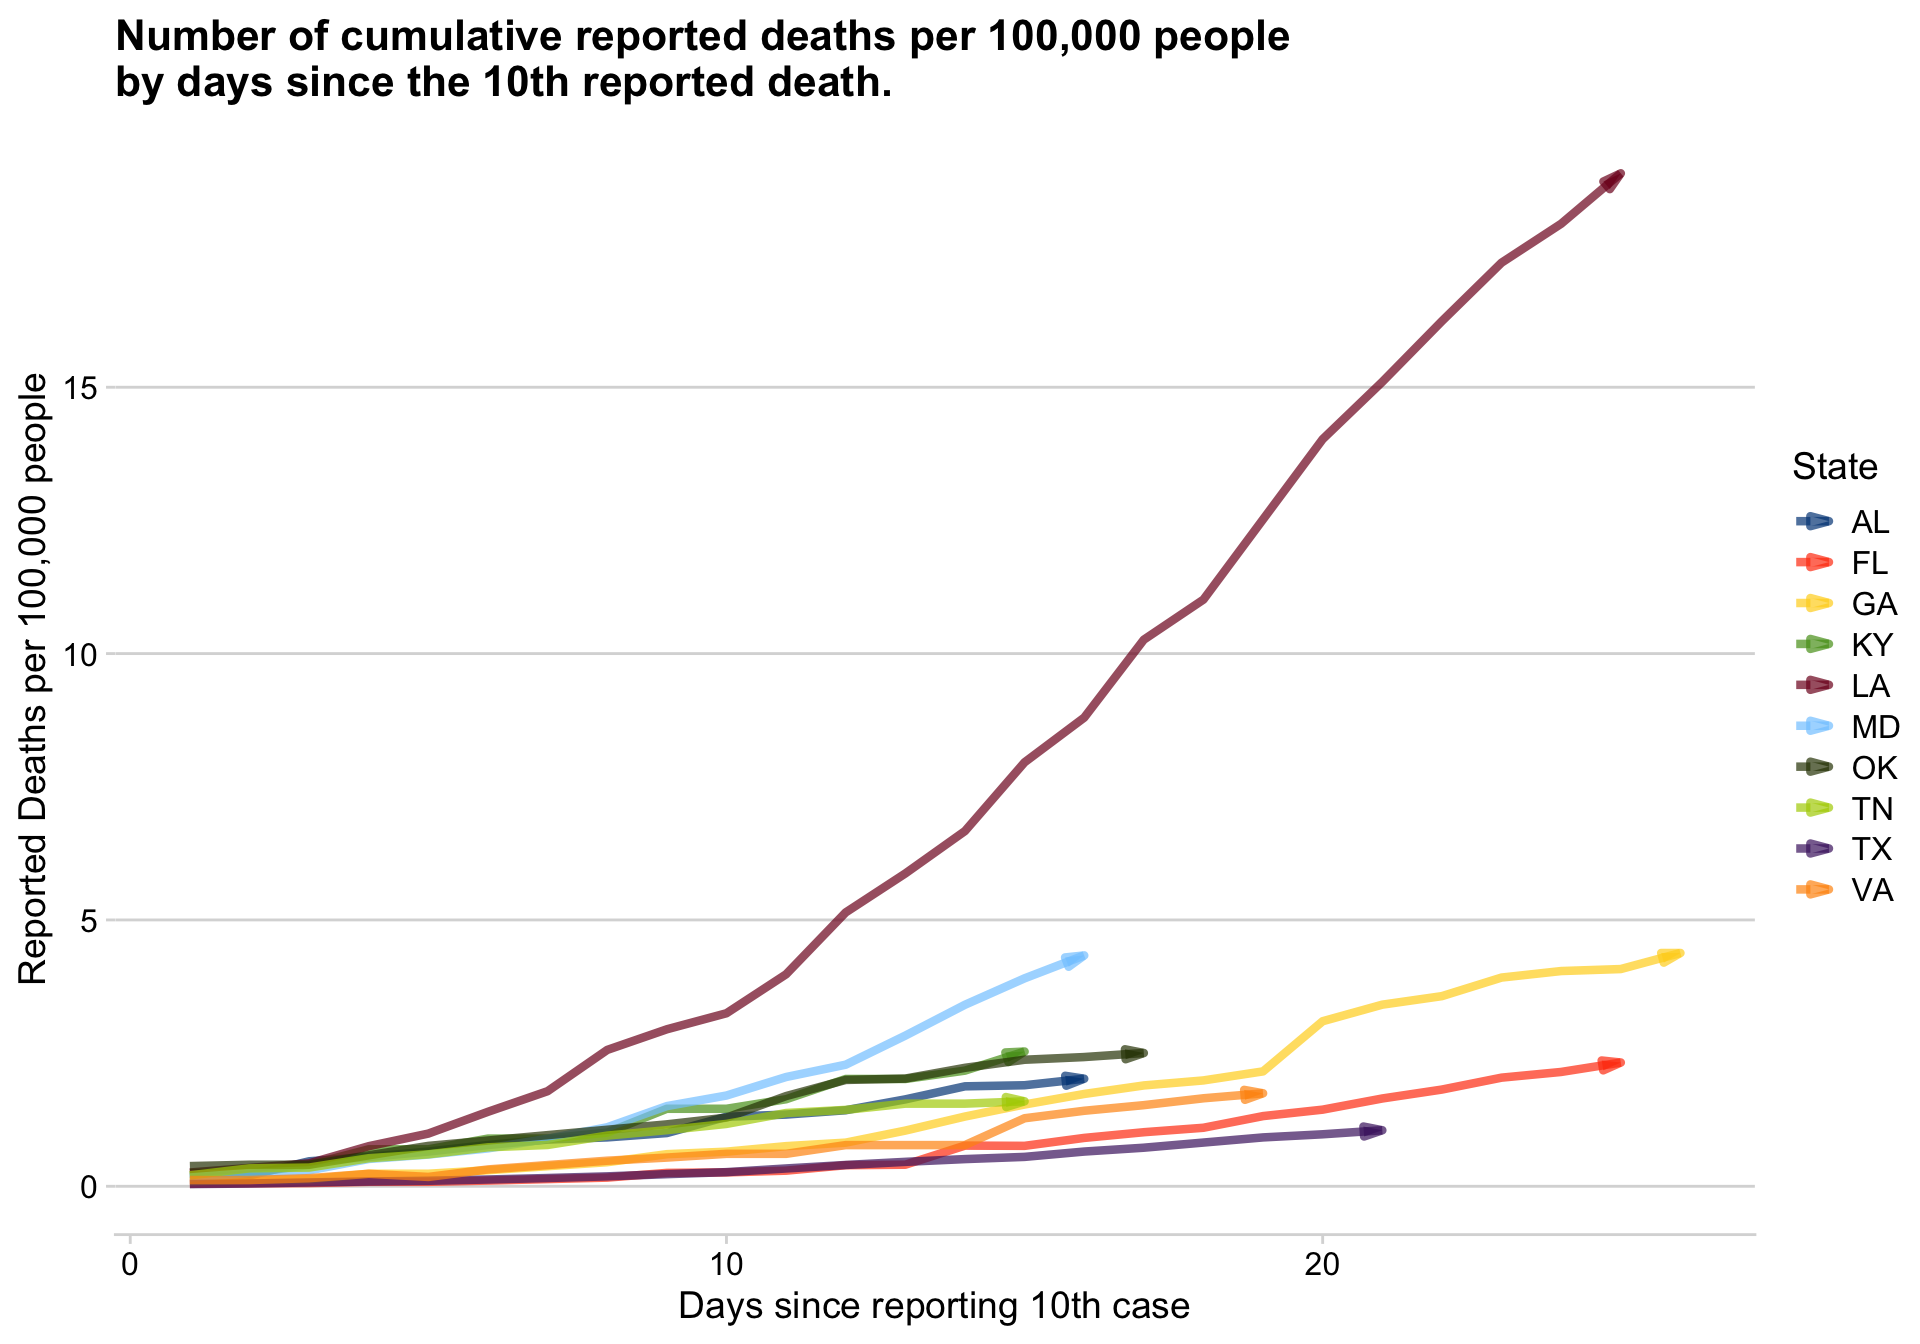 Number of cumulative reported deaths per 100,000 people
by days since the 10th reported death.
Reported Deaths per 100,000 people
15
10
5
0
0
10
20
Days since reporting 10th case
State
AL
FL
GA
KY
LA
MD
OK
TN
TX
VA